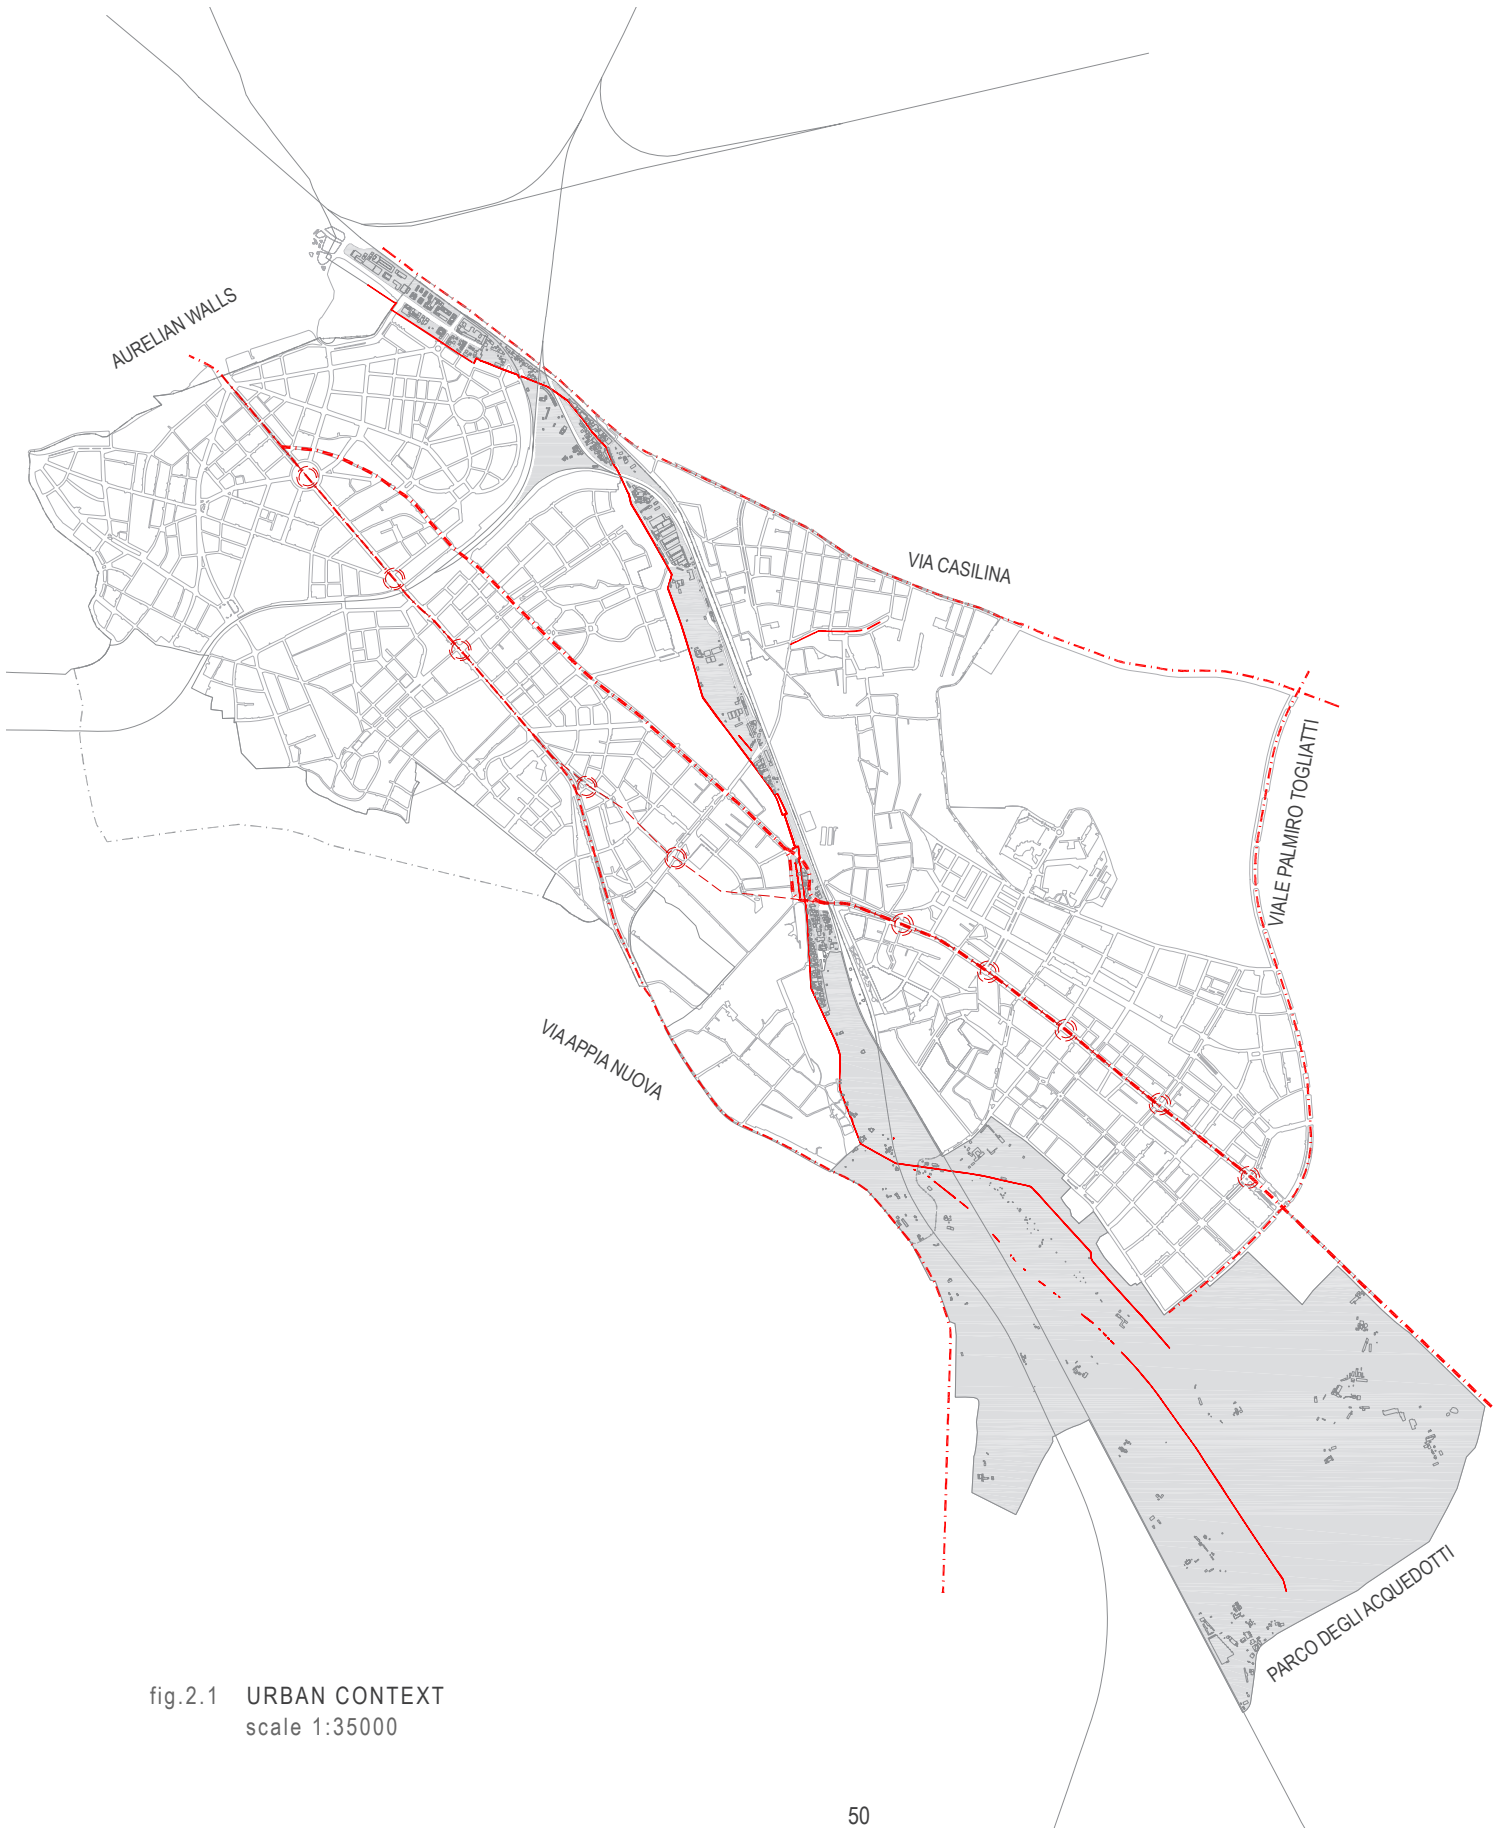 AURELIAN WALLS
VIA CASILINA
VIALE PALMIRO TOGLIATTI
VIA APPIA NUOVA
PARCO DEGLI ACQUEDOTTI
fig.2.1 URBAN CONTEXT
scale 1:35000
50